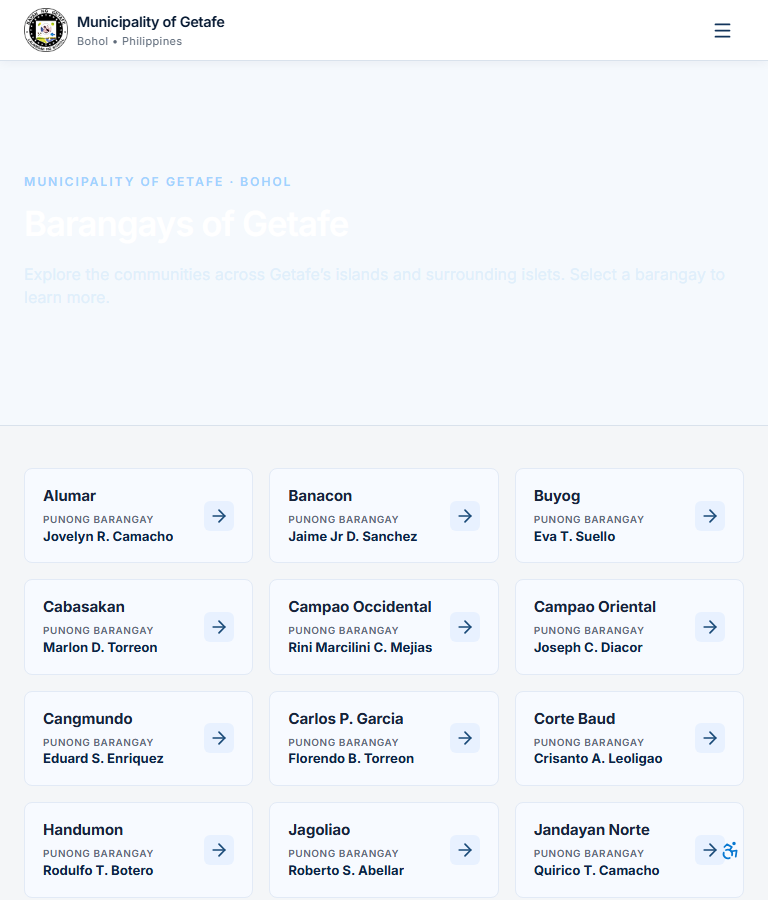 Municipality of Getafe
Bohol • Philippines
MUNICIPALITY OF GETAFE · BOHOL
Barangays of Getafe
Explore the communities across Getafe's islands and surrounding islets. Select a barangay to
learn more.
Alumar
PUNONG BARANGAY
Jovelyn R. Camacho
Banacon
PUNONG BARANGAY
Jaime Jr D. Sanchez
Buyog
PUNONG BARANGAY
Eva T. Suello
Cabasakan
PUNONG BARANGAY
Marlon D. Torreon
Campao Occidental
PUNONG BARANGAY
Rini Marcilini C. Mejias
Campao Oriental
PUNONG BARANGAY
Joseph C. Diacor
Cangmundo
PUNONG BARANGAY
Eduard S. Enriquez
Carlos P. Garcia
PUNONG BARANGAY
Florendo B. Torreon
Corte Baud
PUNONG BARANGAY
Crisanto A. Leoligao
Handumon
PUNONG BARANGAY
Rodulfo T. Botero
Jagoliao
PUNONG BARANGAY
Roberto S. Abellar
Jandayan Norte
PUNONG BARANGAY
Quirico T. Camacho